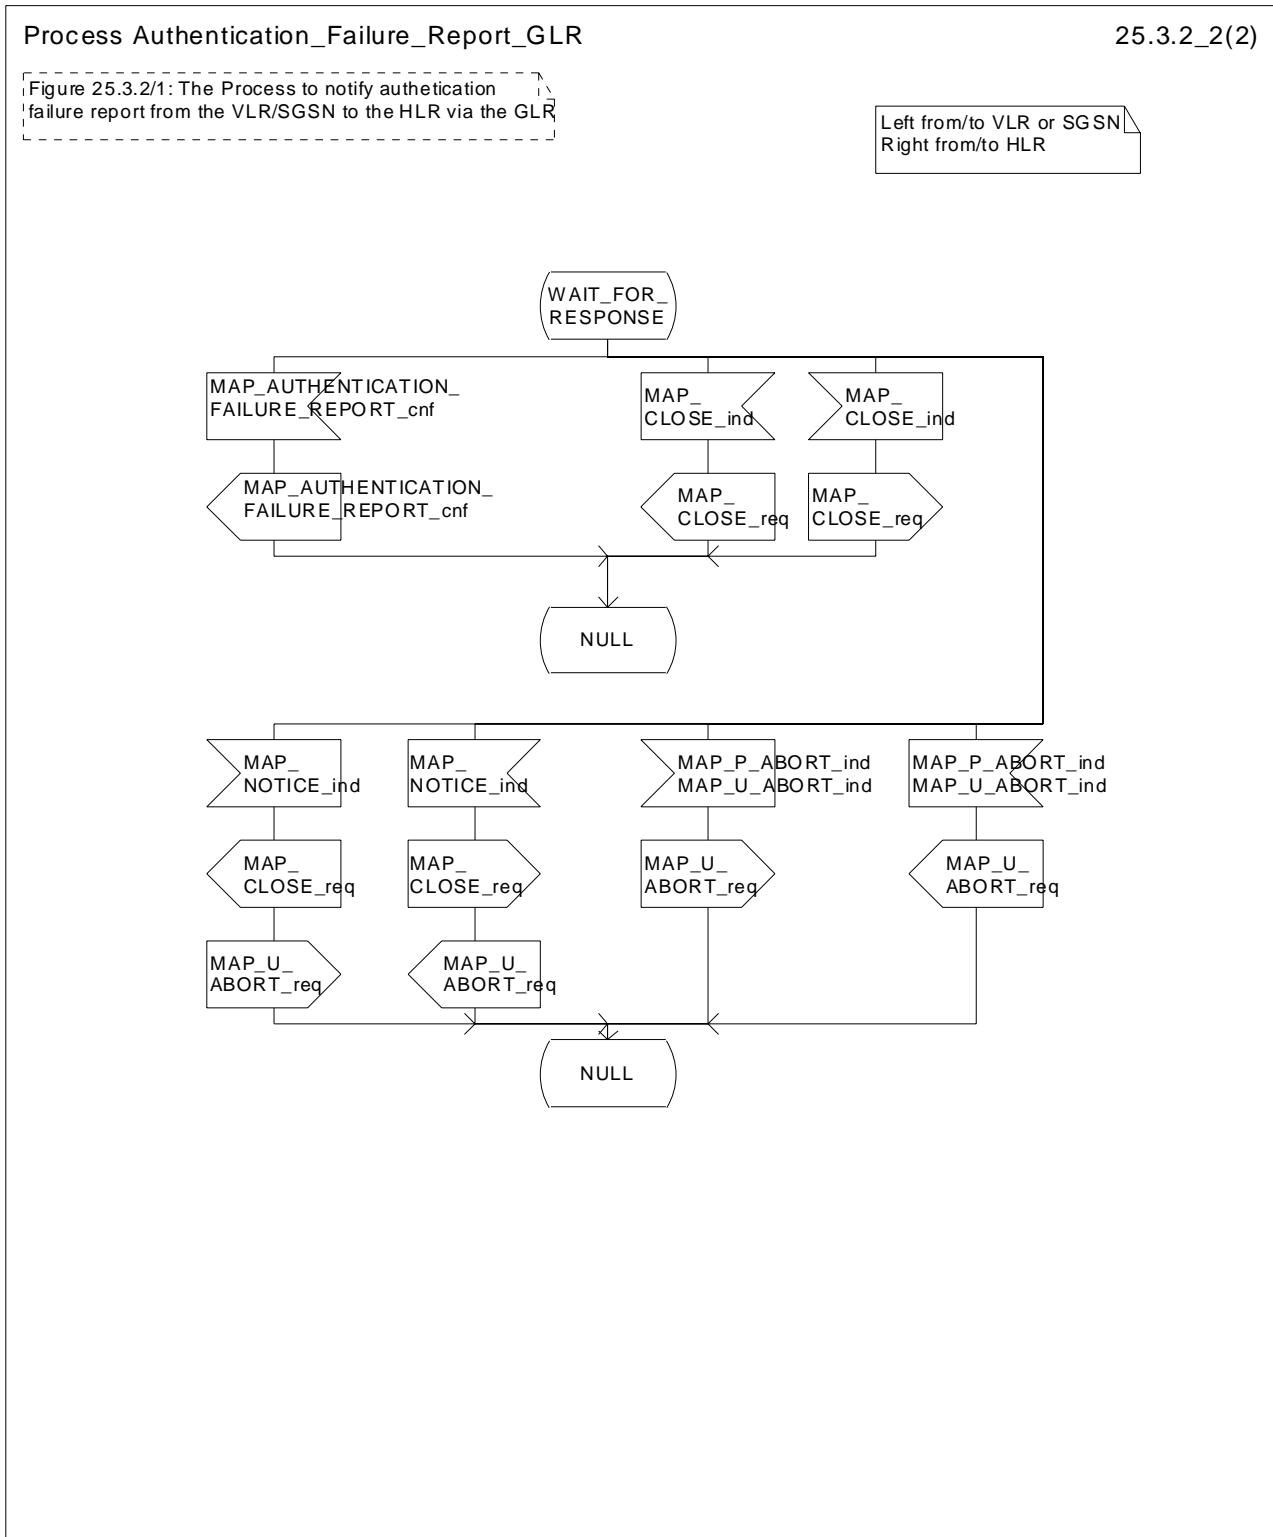 Process Authentication_Failure_Report_GLR
25.3.2_2(2)
Figure 25.3.2/1: The Process to notify authetication
failure report from the VLR/SGSN to the HLR via the GLR
Left from/to VLR or SGSN
Right from/to HLR
WAIT_FOR_
RESPONSE
MAP_AUTHENTICATION_
FAILURE_REPORT_cnf
MAP_
CLOSE_ind
MAP_
CLOSE_ind
MAP_AUTHENTICATION_
FAILURE_REPORT_cnf
MAP_
CLOSE_req
MAP_
CLOSE_req
NULL
MAP_
NOTICE_ind
MAP_
NOTICE_ind
MAP_P_ABORT_ind
MAP_U_ABORT_ind
MAP_P_ABORT_ind
MAP_U_ABORT_ind
MAP_
CLOSE_req
MAP_
CLOSE_req
MAP_U_
ABORT_req
MAP_U_
ABORT_req
MAP_U_
ABORT_req
MAP_U_
ABORT_req
NULL